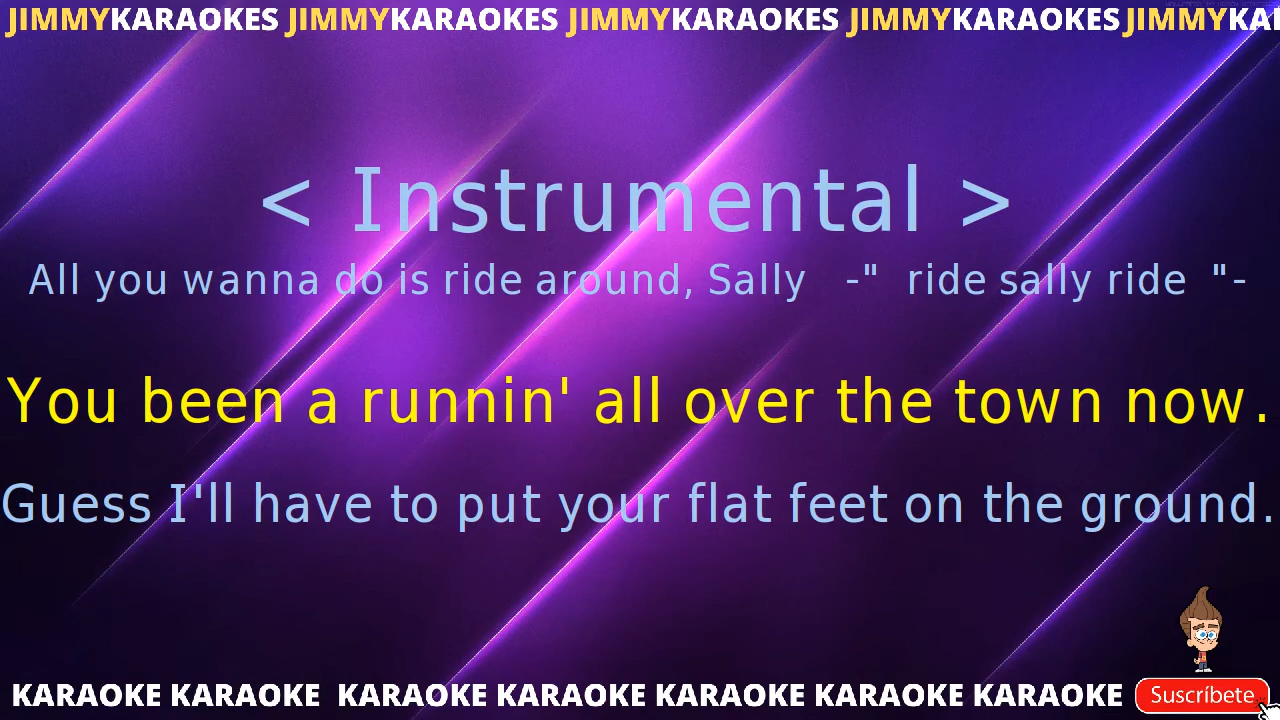 JIMMYKARAOKES JIMMYKARAOKES JIMMYKARAOKES JIMMYKARAOKES JIMMYKA
< Instrumental >
All you wanna do is ride around, Sally -" ride sally ride "-
You been a runnin' all over the town now.
Guess I'll have to put your flat feet on the ground.
KARAOKE KARAOKE KARAOKE KARAOKE KARAOKE KARAOKE KARAOKE
Suscríbete